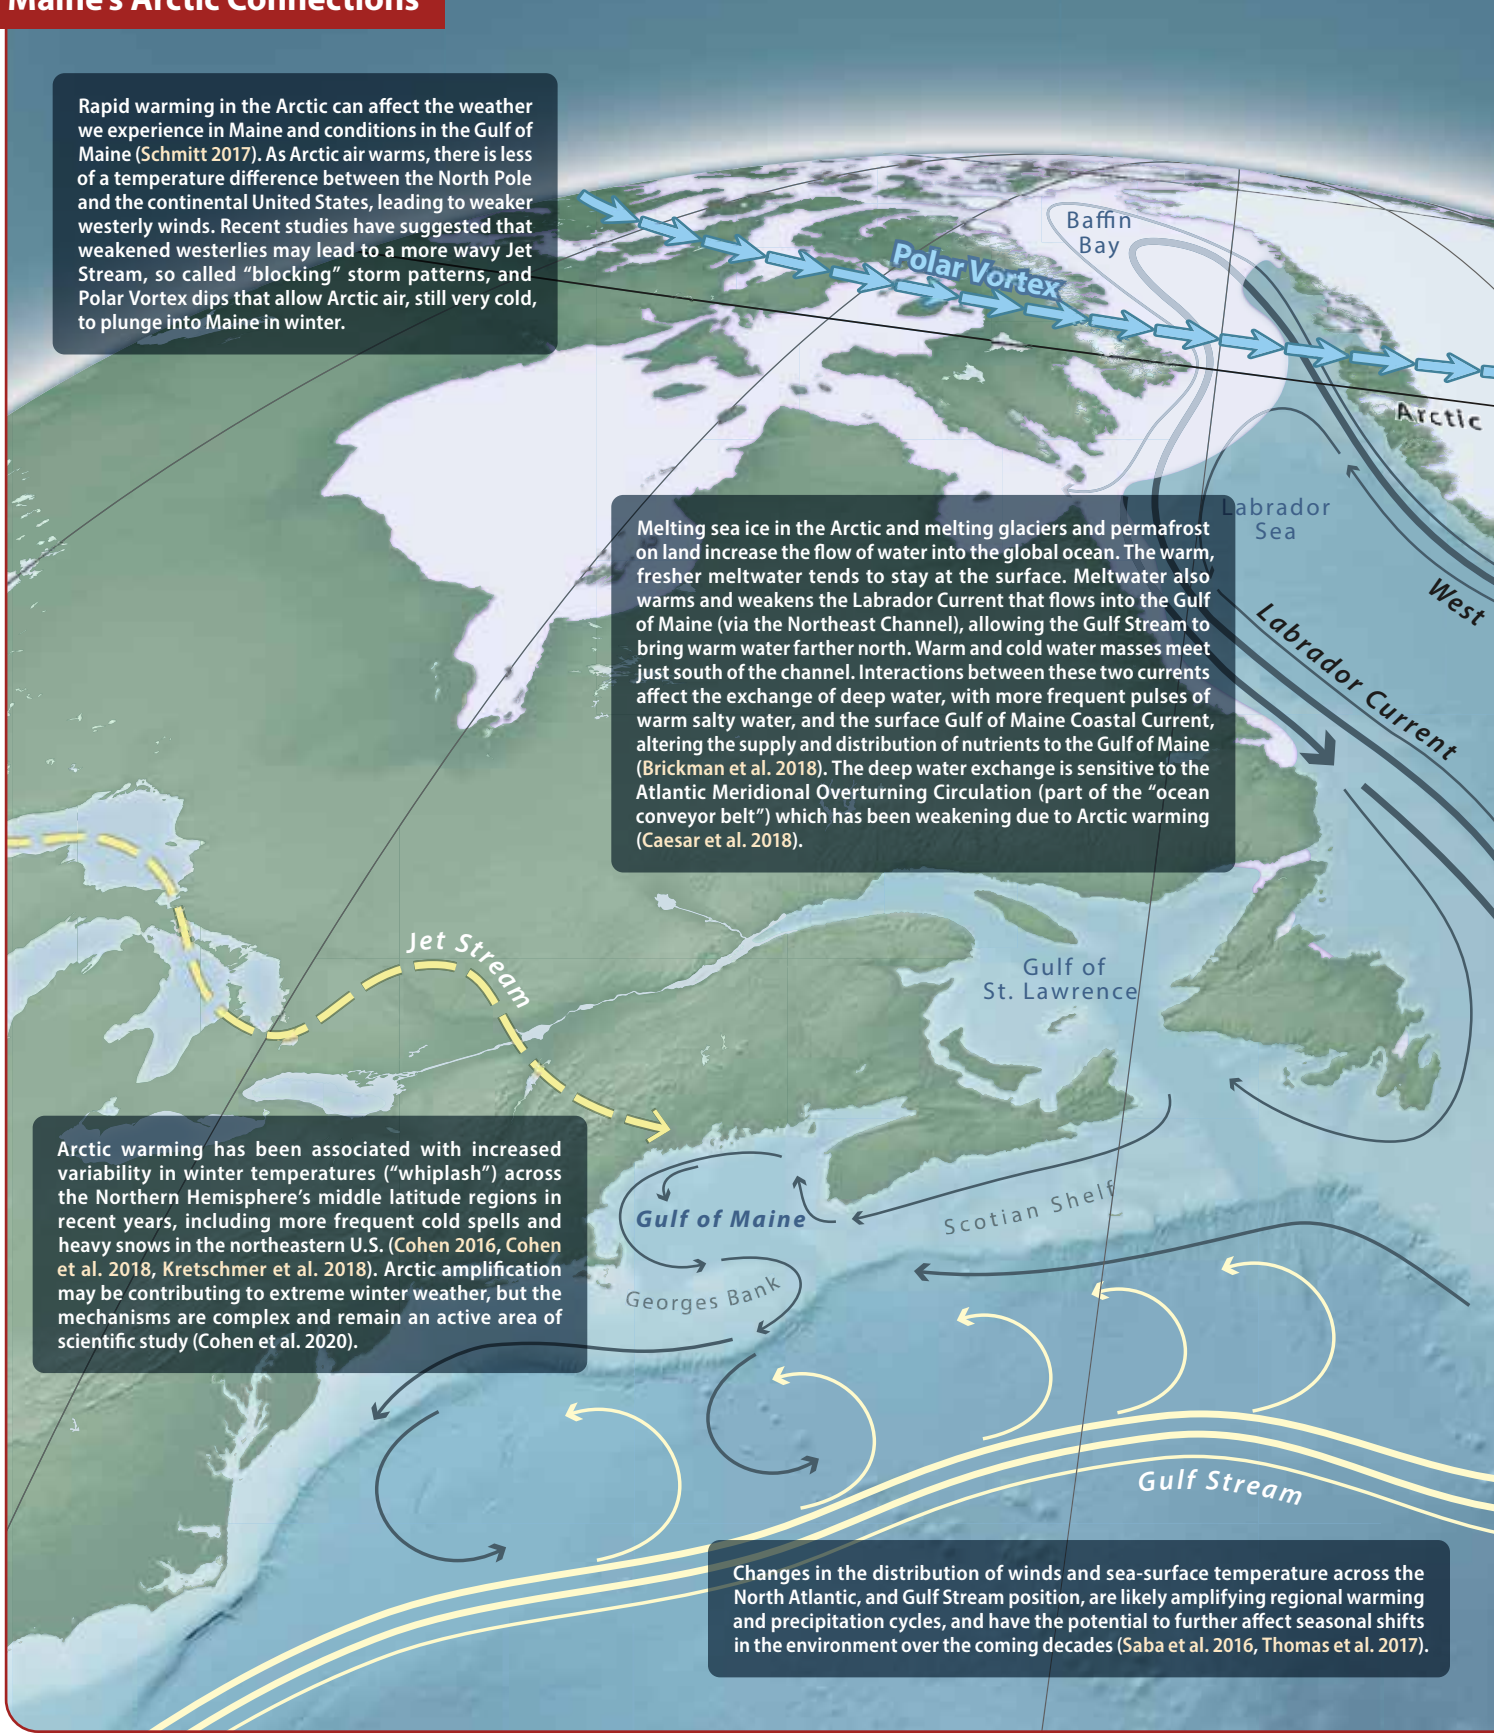 Maine's Arctic Connections
Rapid warming in the Arctic can affect the weather
we experience in Maine and conditions in the Gulf of
Maine (Schmitt 2017). As Arctic air warms, there is less
of a temperature difference between the North Pole
and the continental United States, leading to weaker
westerly winds. Recent studies have suggested that
weakened westerlies may lead to a more wavy Jet
Stream, so called “blocking” storm patterns, and
Polar Vortex dips that allow Arctic air, still very cold,
to plunge into Maine in winter.
Baffin
Bay
Polar Vortex
Arctic
Melting sea ice in the Arctic and melting glaciers and permafrost
on land increase the flow of water into the global ocean. The warm,
fresher meltwater tends to stay at the surface. Meltwater also
warms and weakens the Labrador Current that flows into the Gulf
of Maine (via the Northeast Channel), allowing the Gulf Stream to
bring warm water farther north. Warm and cold water masses meet
just south of the channel. Interactions between these two currents
affect the exchange of deep water, with more frequent pulses of
warm salty water, and the surface Gulf of Maine Coastal Current,
altering the supply and distribution of nutrients to the Gulf of Maine
(Brickman et al. 2018). The deep water exchange is sensitive to the
Atlantic Meridional Overturning Circulation (part of the “ocean
conveyor belt”) which has been weakening due to Arctic warming
(Caesar et al. 2018).
Labrador
Sea
West
Labrador Current
Jet Stream
Gulf of
St. Lawrence
Arctic warming has been associated with increased
variability in winter temperatures (“whiplash”) across
the Northern Hemisphere's middle latitude regions in
recent years, including more frequent cold spells and
heavy snows in the northeastern U.S. (Cohen 2016, Cohen
et al. 2018, Kretschmer et al. 2018). Arctic amplification
may be contributing to extreme winter weather, but the
mechanisms are complex and remain an active area of
scientific study (Cohen et al. 2020).
Gulf of Maine
Scotian Shelf
Georges Bank
Gulf Stream
Changes in the distribution of winds and sea-surface temperature across the
North Atlantic, and Gulf Stream position, are likely amplifying regional warming
and precipitation cycles, and have the potential to further affect seasonal shifts
in the environment over the coming decades (Saba et al. 2016, Thomas et al. 2017).